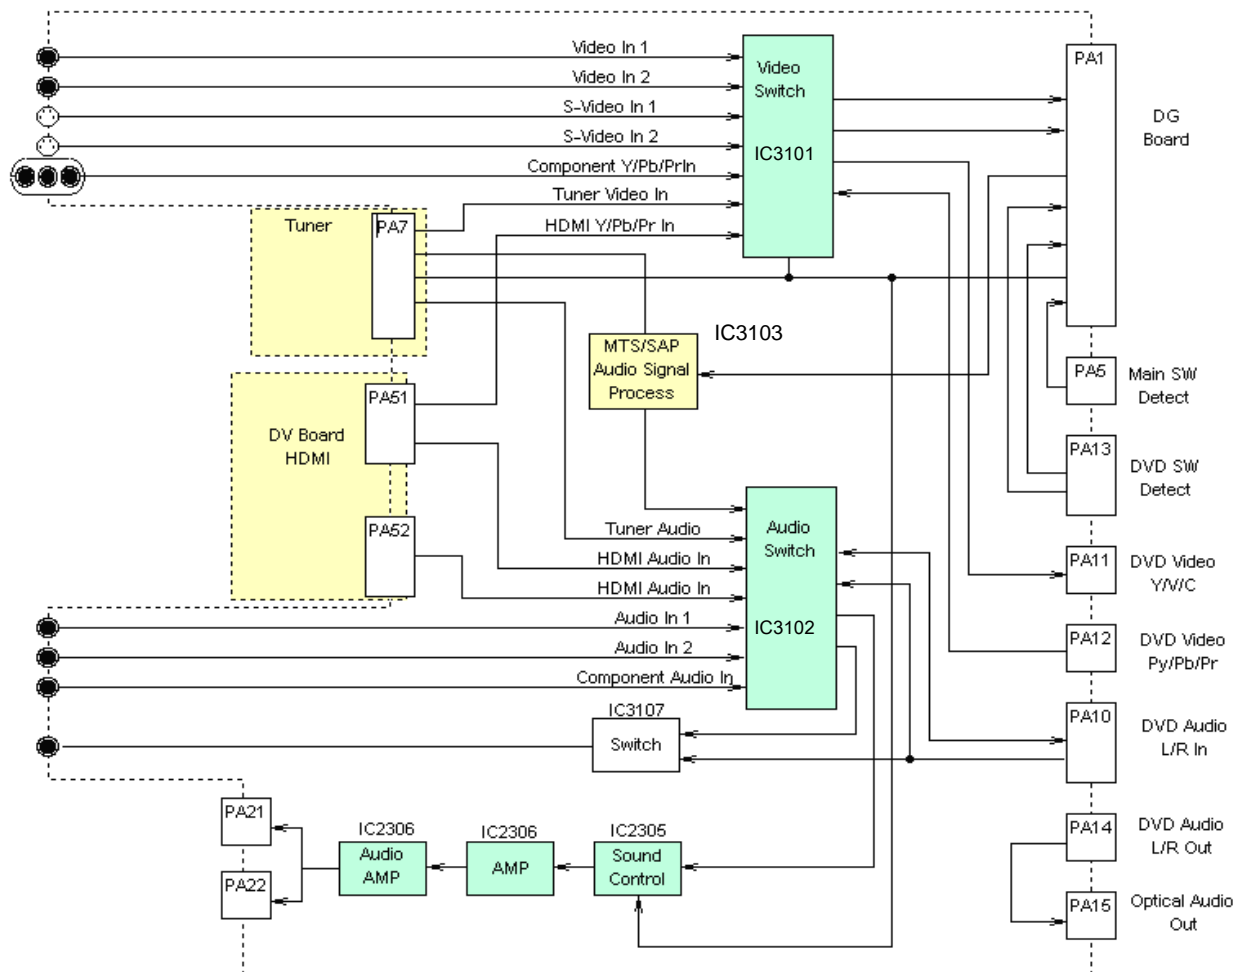 Video In 1
Video In 2
S-Video In 1
S-Video In 2
Component Y/Pb/PrIn
Tuner Video In
HDMI Y/Pb/Pr In
Video
Switch
IC3101
PA1
DG
Board
Tuner
PA7
IC3103
MTS/SAP
Audio Signal
Process
PA5
Main SW
Detect
PA51
DV Board
HDMI
PA52
PA13
DVD SW
Detect
Tuner Audio
HDMI Audio In
HDMI Audio In
Audio In 1
Audio In 2
Component Audio In
Audio
Switch
IC3102
PA11
DVD Video
Y/V/C
PA12
DVD Video
Py/Pb/Pr
IC3107
Switch
PA10
DVD Audio
L/R In
PA21
PA22
IC2306
Audio
AMP
IC2306
AMP
IC2305
Sound
Control
PA14
DVD Audio
L/R Out
PA15
Optical Audio
Out